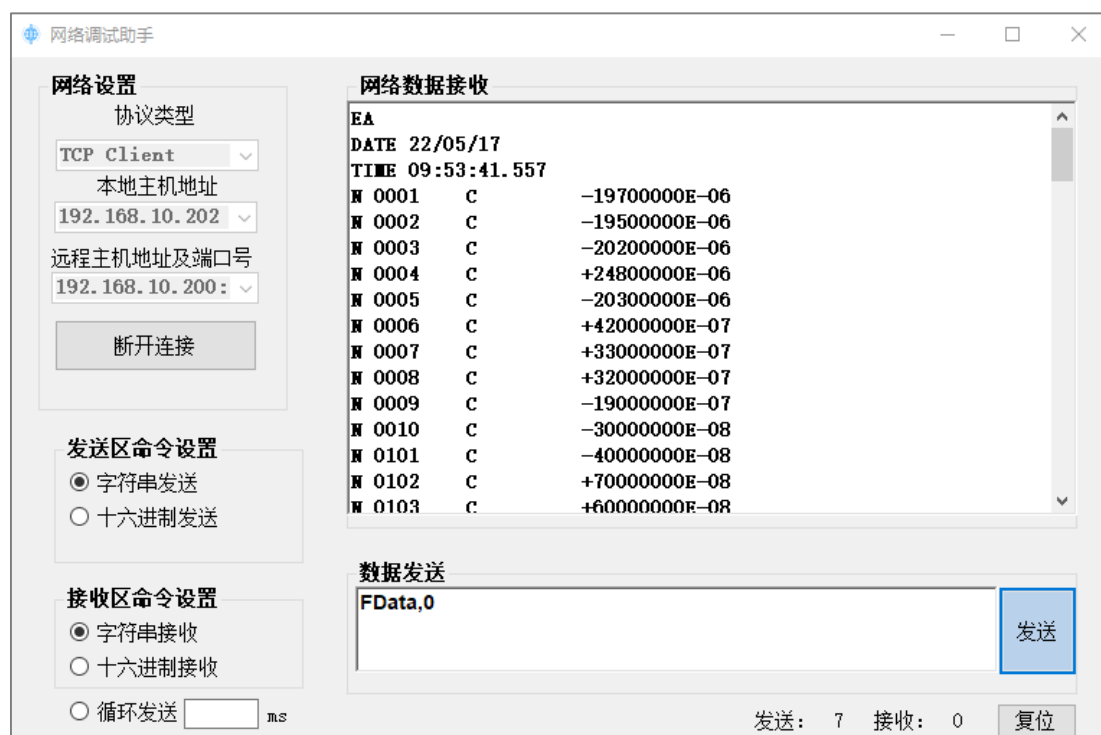 网络调试助手
网络设置
协议类型
TCP Client
本地主机地址
192.168.10.202
远程主机地址及端口号
192.168.10.200:
断开连接
发送区命令设置
字符串发送
十六进制发送
接收区命令设置
字符串接收
十六进制接收
循环发送 ms
网络数据接收
EA
DATE 22/05/17
TIME 09:53:41.557
N 0001 C -19700000E-06
N 0002 C -19500000E-06
N 0003 C -20200000E-06
N 0004 C +24800000E-06
N 0005 C -20300000E-06
N 0006 C +42000000E-07
N 0007 C +33000000E-07
N 0008 C +32000000E-07
N 0009 C -19000000E-07
N 0010 C -30000000E-08
N 0101 C -40000000E-08
N 0102 C +70000000E-08
N 0103 C +60000000E-08
数据发送
FData,0
发送
发送: 7 接收: 0 复位